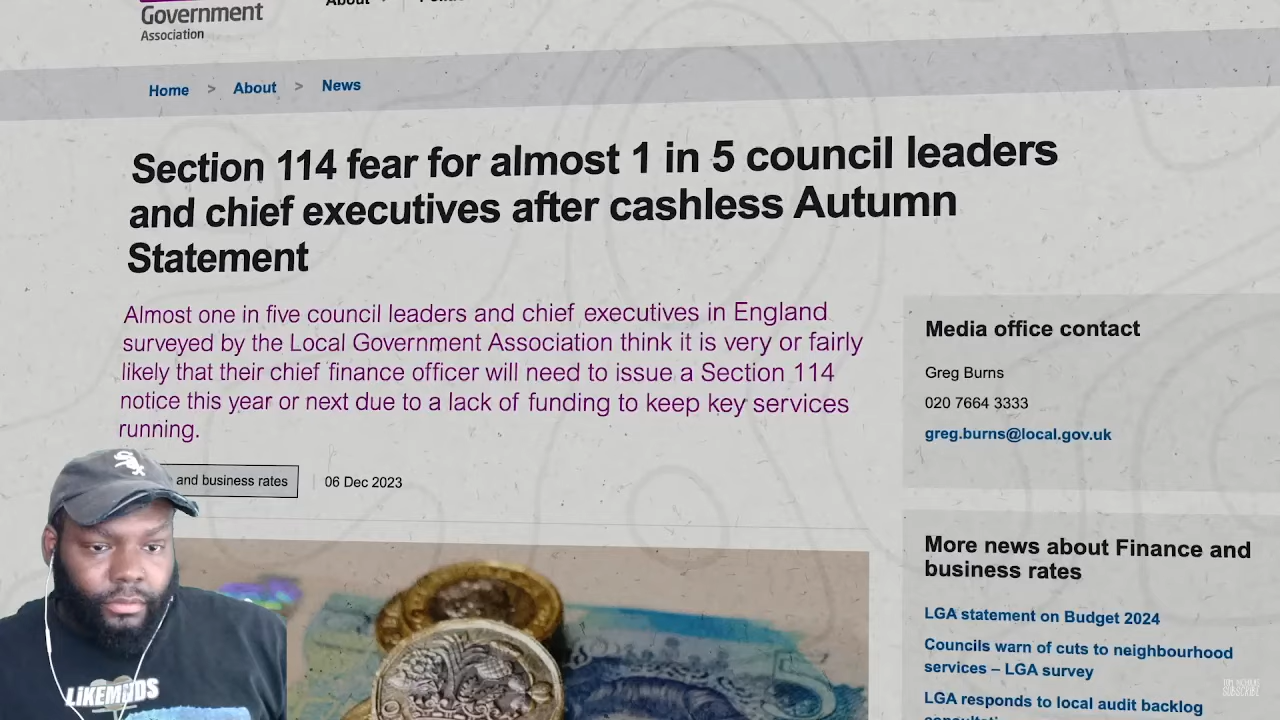 Government
Association
About
Home > About > News
Section 114 fear for almost 1 in 5 council leaders
and chief executives after cashless Autumn
Statement
Almost one in five council leaders and chief executives in England
surveyed by the Local Government Association think it is very or fairly
likely that their chief finance officer will need to issue a Section 114
notice this year or next due to a lack of funding to keep key services
running.
and business rates
06 Dec 2023
Media office contact
Greg Burns
020 7664 3333
greg.burns@local.gov.uk
More news about Finance and
business rates
LGA statement on Budget 2024
Councils warn of cuts to neighbourhood
services – LGA survey
LGA responds to local audit backlog
LIKEMINDS
5
SUBSCRIBE